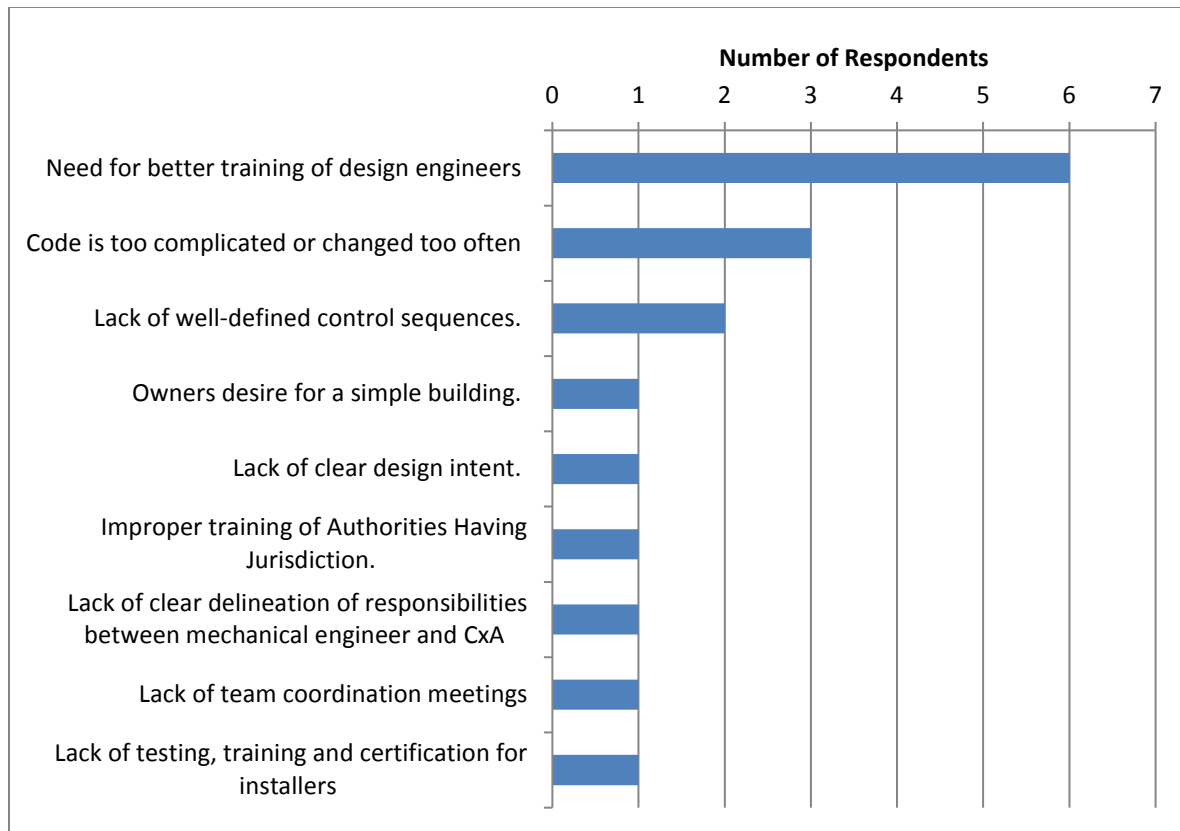 Number of Respondents
0 1 2 3 4 5 6 7
Need for better training of design engineers
Code is too complicated or changed too often
Lack of well-defined control sequences.
Owners desire for a simple building.
Lack of clear design intent.
Improper training of Authorities Having
Jurisdiction.
Lack of clear delineation of responsibilities
between mechanical engineer and CxA
Lack of team coordination meetings
Lack of testing, training and certification for
installers